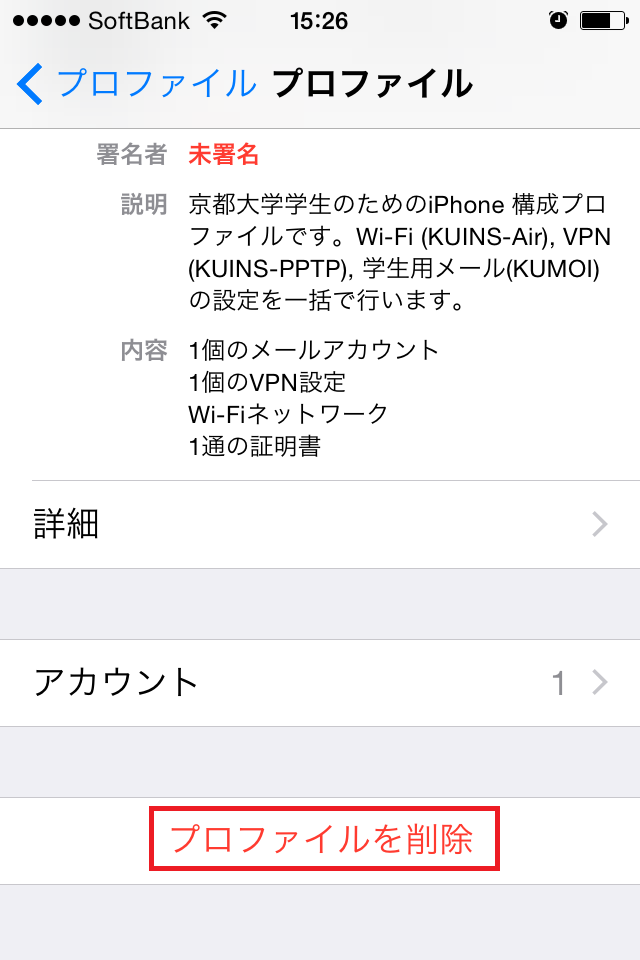 SoftBank 15:26
プロファイル プロファイル
署名者 未署名
説明 京都大学学生のためのiPhone 構成プロ
ファイルです。Wi-Fi (KUINS-Air), VPN
(KUINS-PPTP), 学生用メール(KUMOI)
の設定を一括で行います。
内容 1個のメールアカウント
1個のVPN設定
Wi-Fiネットワーク
1通の証明書
詳細
アカウント 1
プロファイルを削除